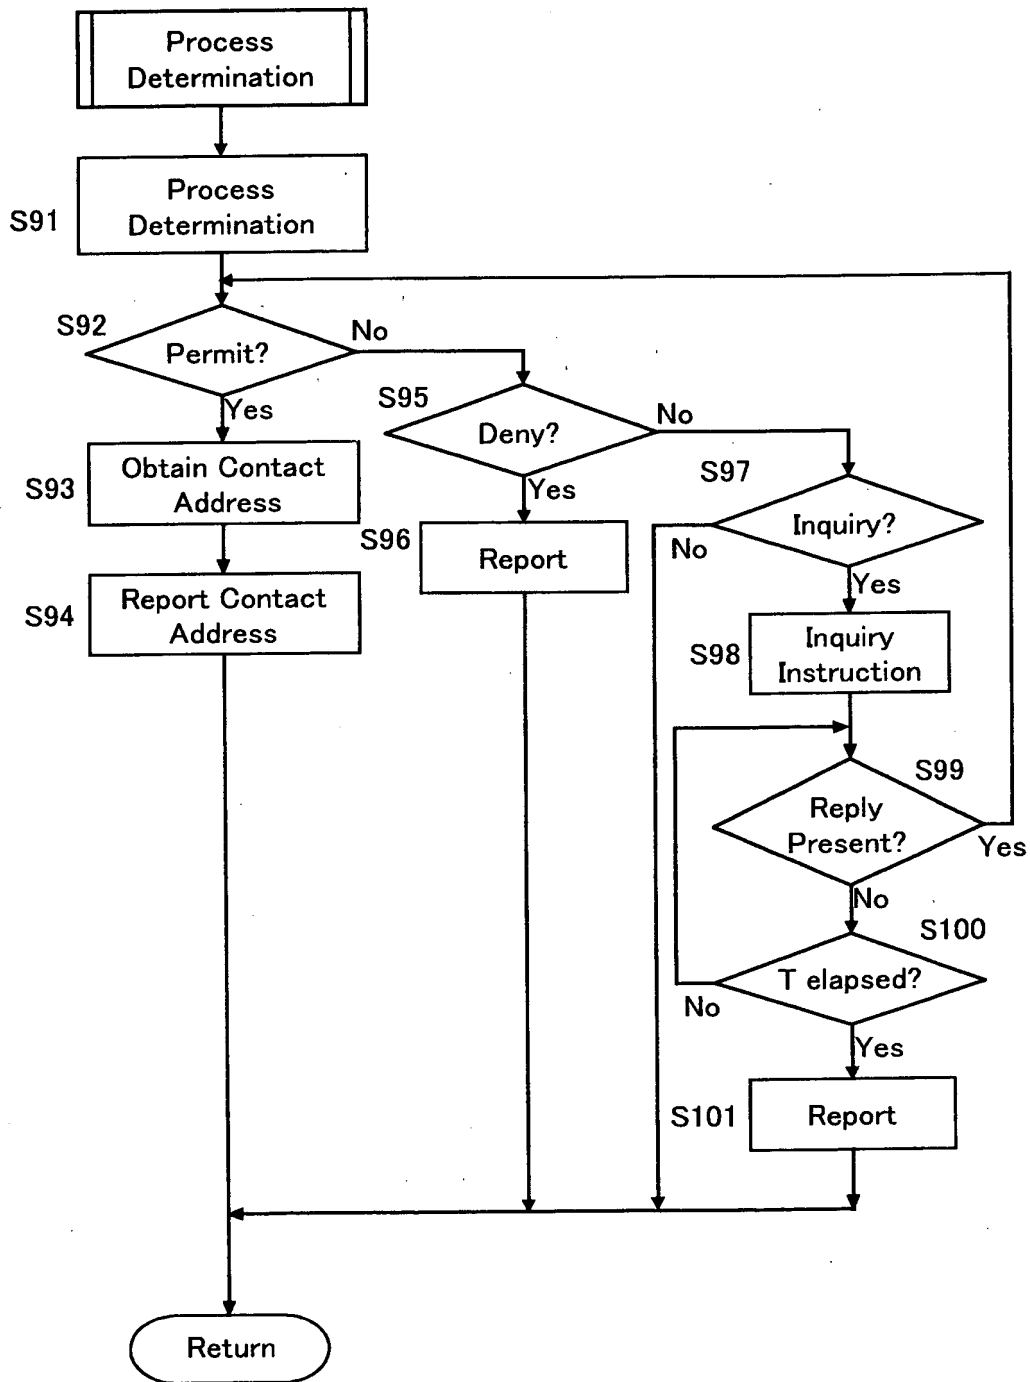 Process
Determination
S91
Process
Determination
S92
Permit?
No
Yes
S93
Obtain Contact
Address
S94
Report Contact
Address
S95
Deny?
No
Yes
S96
Report
S97
Inquiry?
No
Yes
S98
Inquiry
Instruction
S99
Reply
Present?
Yes
No
S100
T elapsed?
No
Yes
S101
Report
Return